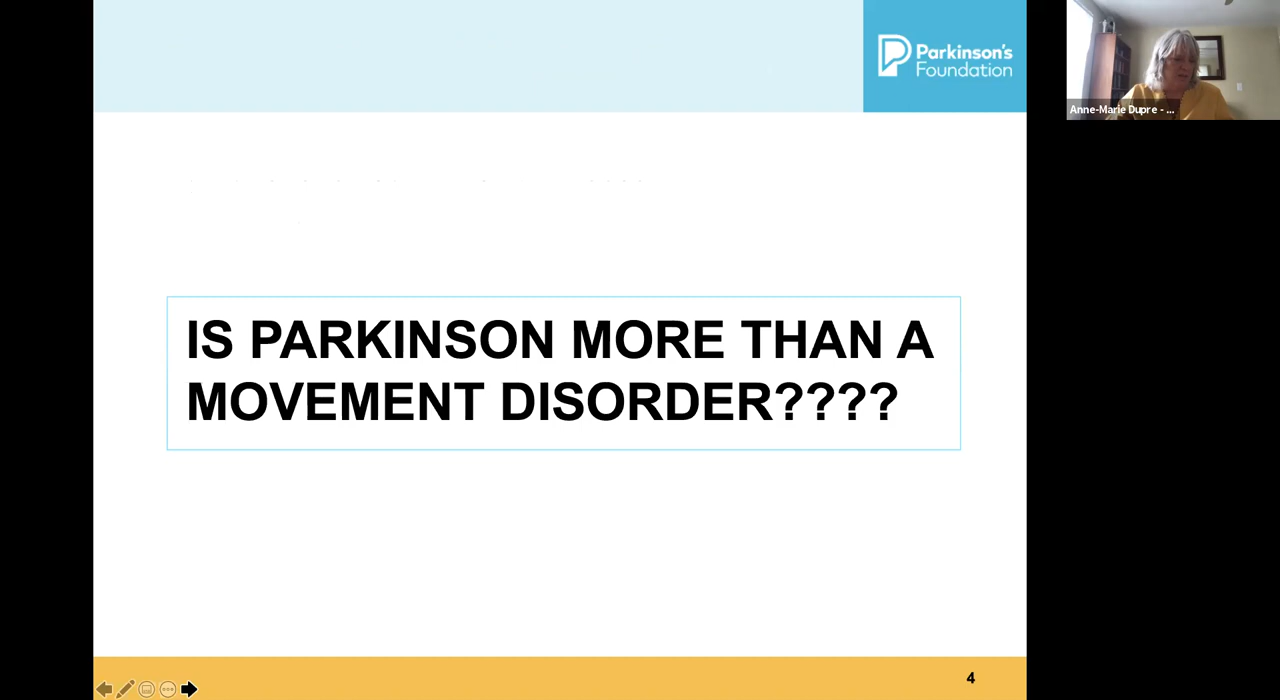 Parkinson's
Foundation
Anne-Marie Dupre - ...
IS PARKINSON MORE THAN A
MOVEMENT DISORDER????
4